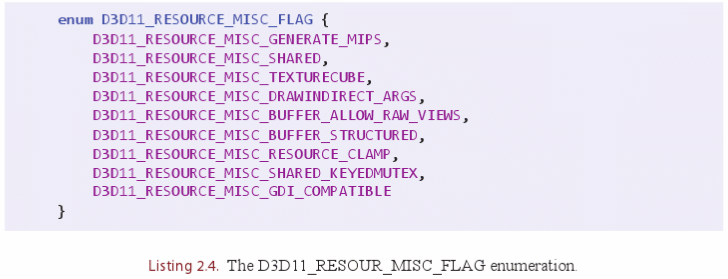 enum D3D11_RESOURCE_MISC_FLAG {
D3D11_RESOURCE_MISC_GENERATE_MIPS,
D3D11_RESOURCE_MISC_SHARED,
D3D11_RESOURCE_MISC_TEXTURECUBE,
D3D11_RESOURCE_MISC_DRAWINDIRECT_ARGS,
D3D11_RESOURCE_MISC_BUFFER_ALLOW_RAW_VIEWS,
D3D11_RESOURCE_MISC_BUFFER_STRUCTURED,
D3D11_RESOURCE_MISC_RESOURCE_CLAMP,
D3D11_RESOURCE_MISC_SHARED_KEYEDMUTEX,
D3D11_RESOURCE_MISC_GDI_COMPATIBLE
}
Listing 2.4. The D3D11_RESOUR_MISC_FLAG enumeration.